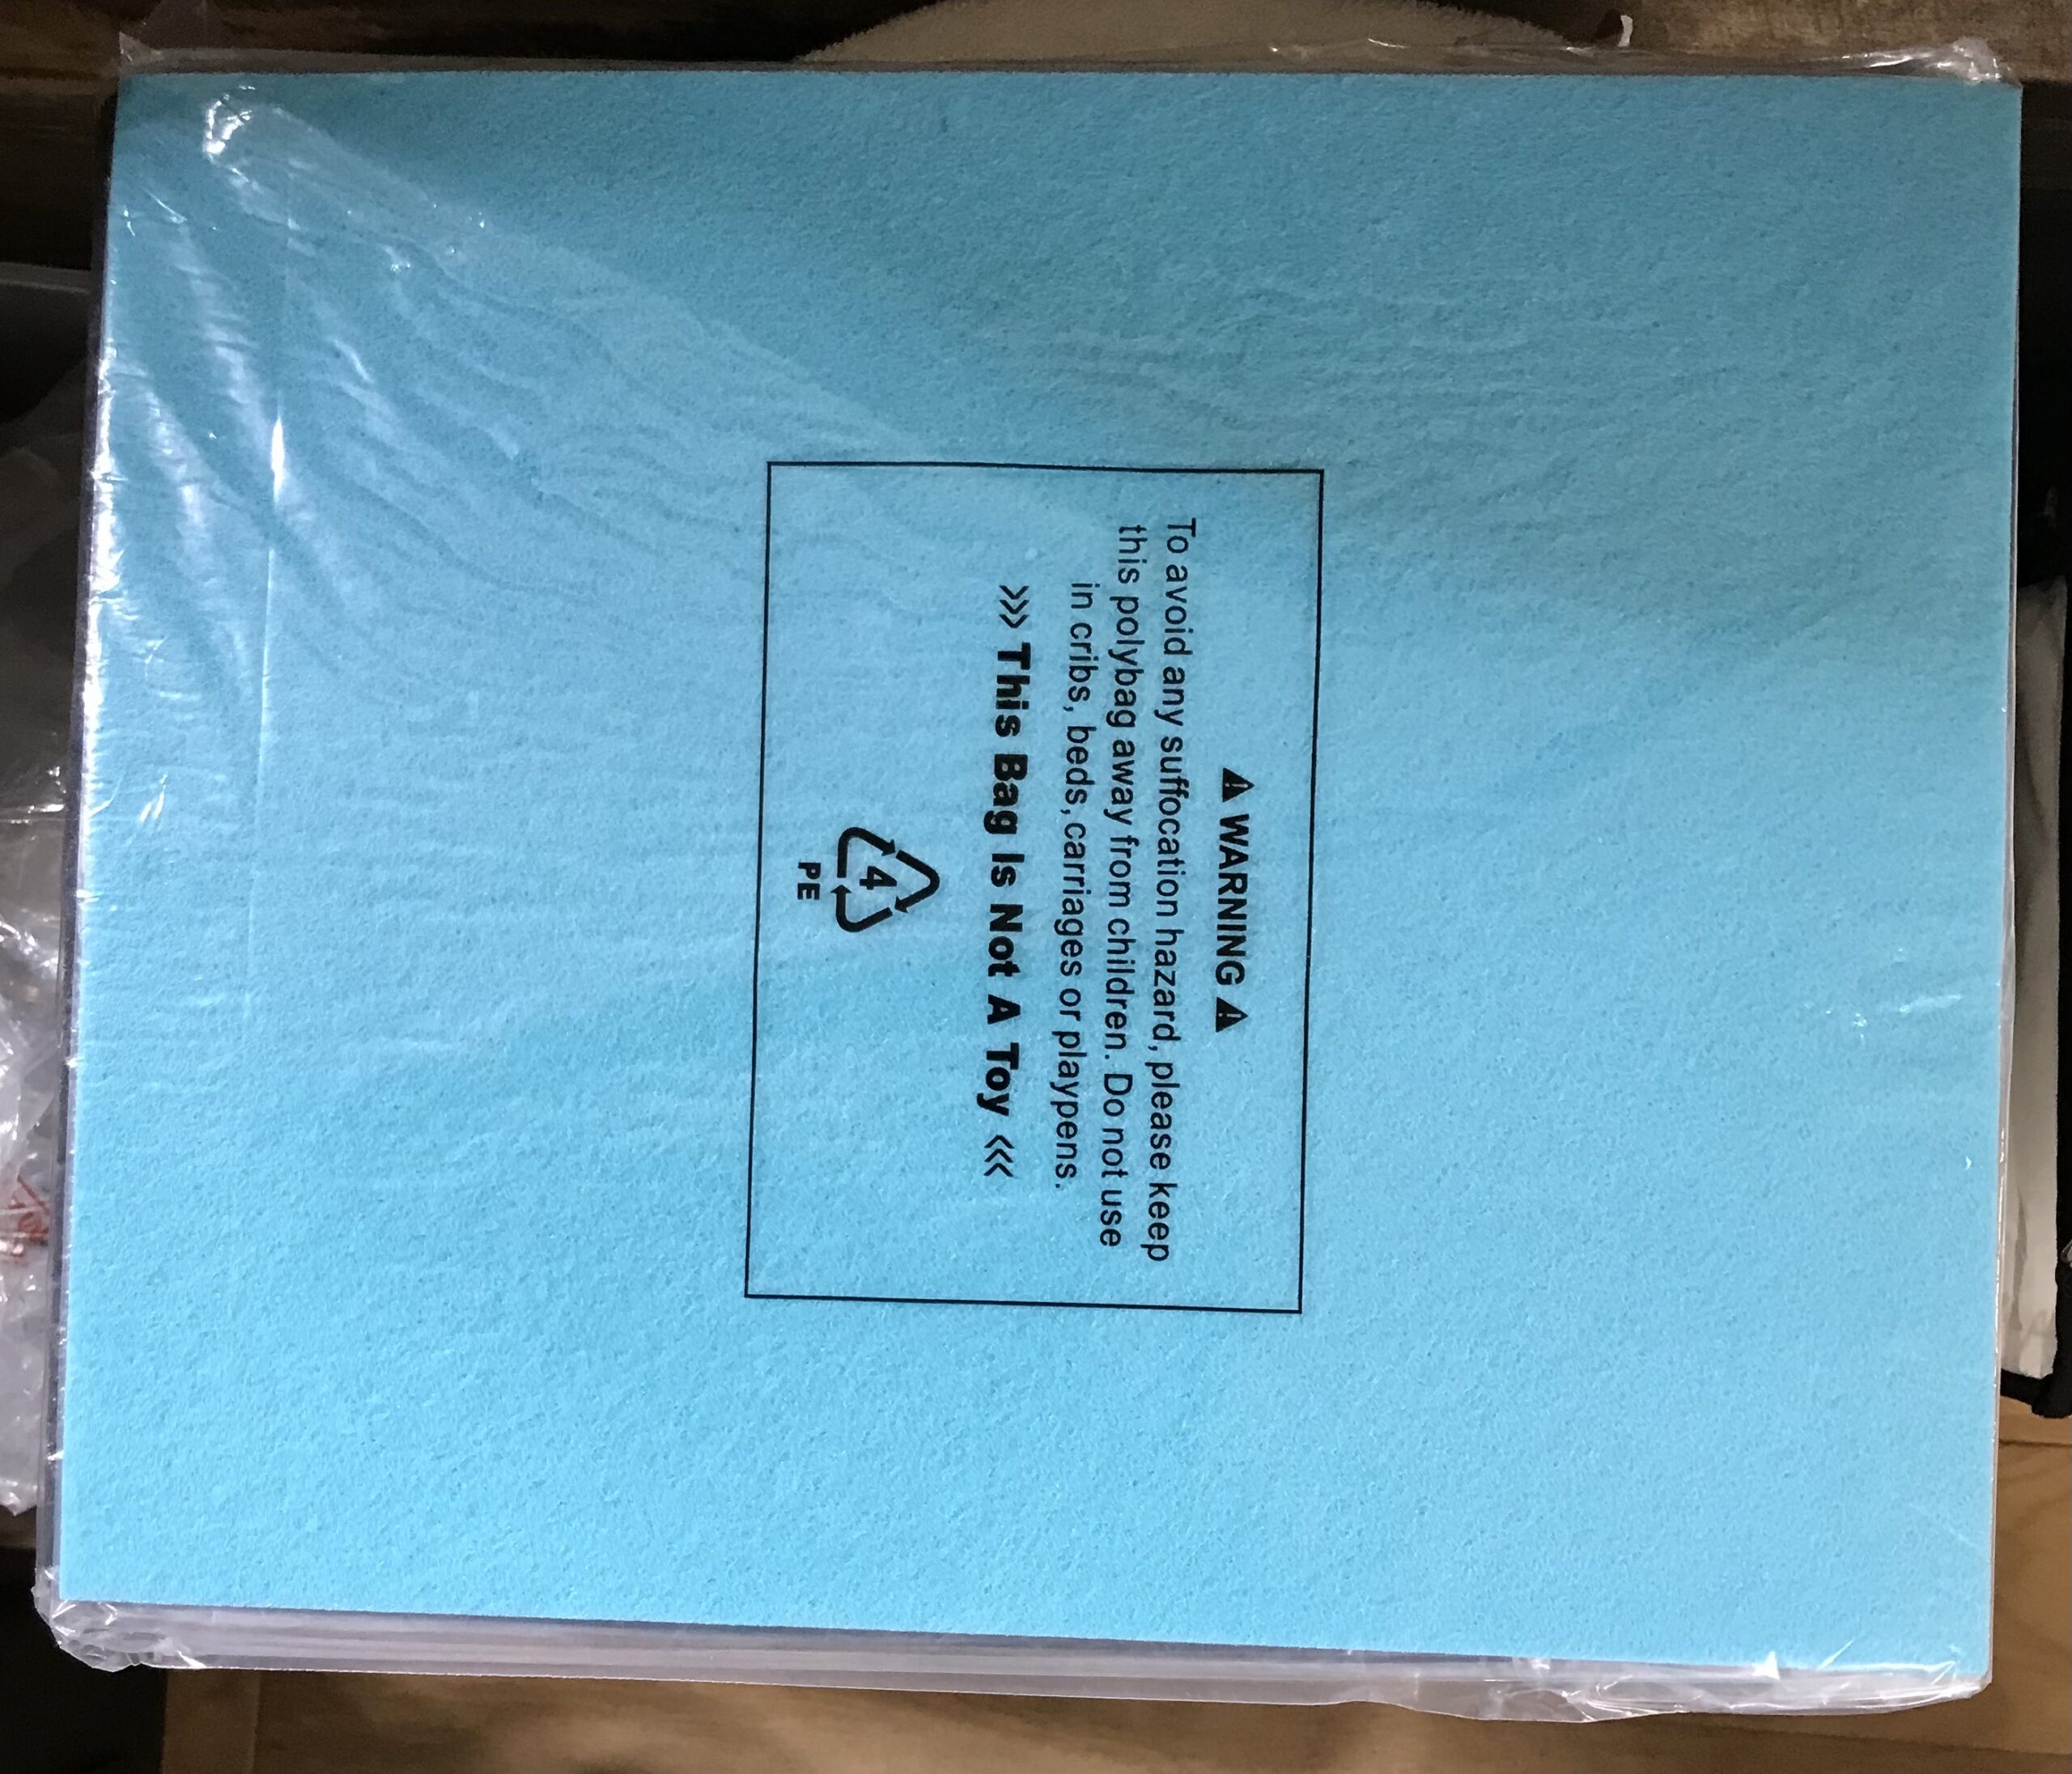 ⚠ WARNING ⚠
To avoid any suffocation hazard, please keep
this polybag away from children. Do not use
in cribs, beds, carriages or playpens.
>>> This Bag Is Not A Toy <<<
4
PE